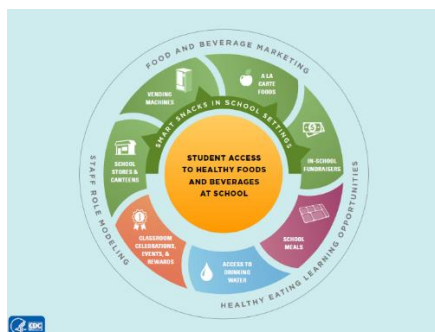 FOOD AND BEVERAGE MARKETING
VENDING
MACHINES
A LA
CARTE
FOODS
SMART SNACKS IN SCHOOL SETTINGS
IN-SCHOOL
FUNDRAISERS
SCHOOL
STORES &
CANTEENS
STUDENT ACCESS
TO HEALTHY FOODS
AND BEVERAGES
AT SCHOOL
STAFF ROLE MODELING
CLASSROOM
CELEBRATIONS,
EVENTS, &
REWARDS
SCHOOL
MEALS
ACCESS TO
DRINKING
WATER
HEALTHY EATING LEARNING OPPORTUNITIES
CDC